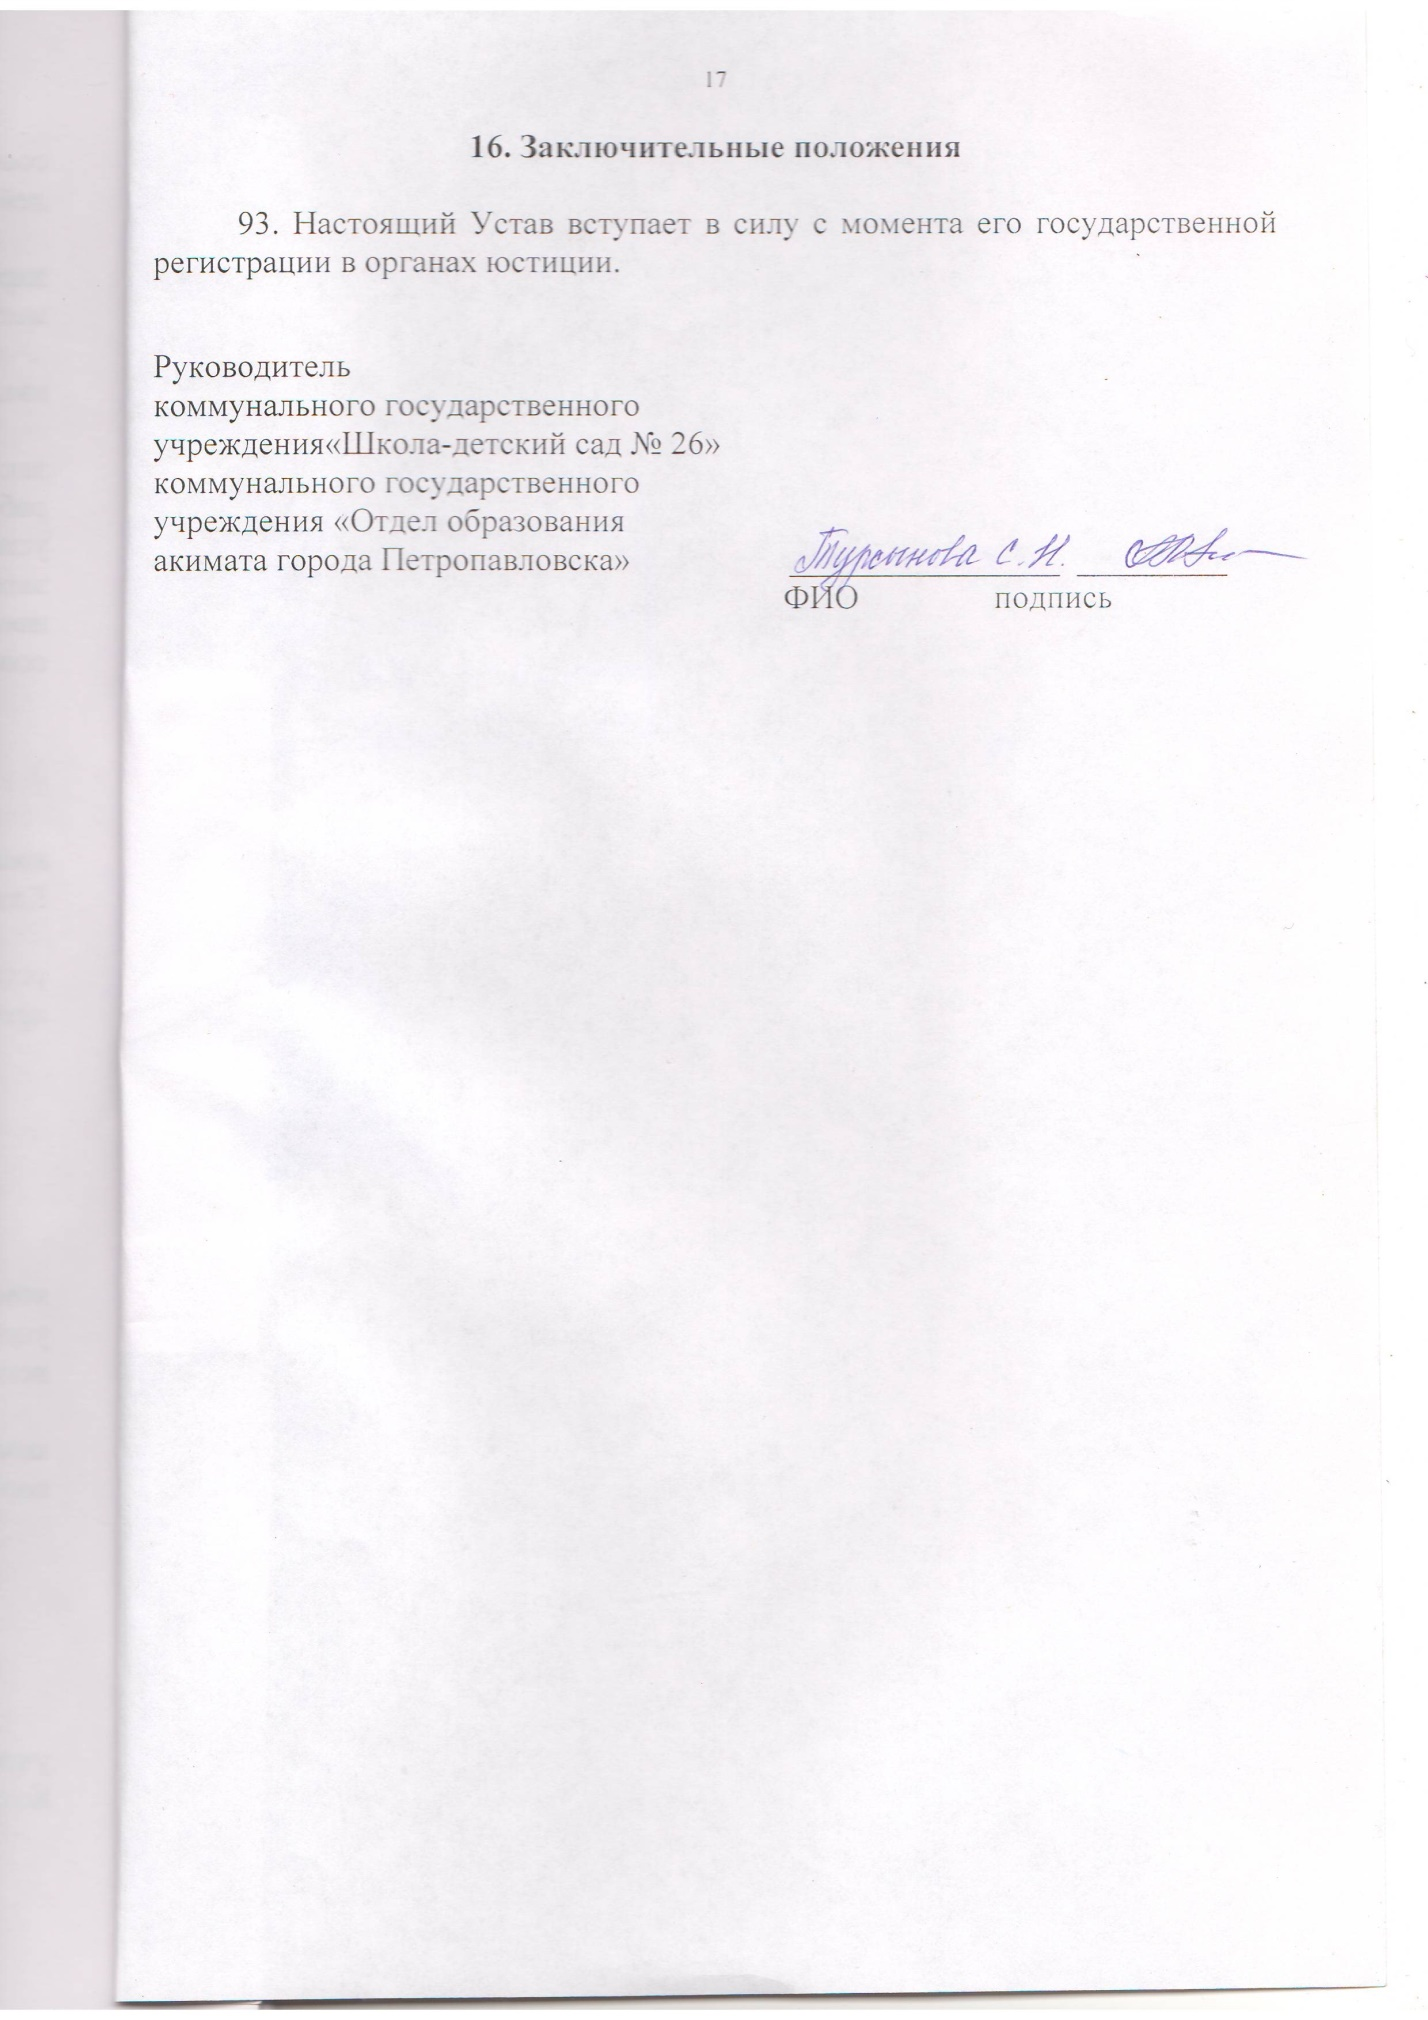 17
16. Заключительные положения
93. Настоящий Устав вступает в силу с момента его государственной
регистрации в органах юстиции.
Руководитель
коммунального государственного
учреждения«Школа-детский сад № 26»
коммунального государственного
учреждения «Отдел образования
акимата города Петропавловска»
Турсынова С. Н.
ФИО подпись